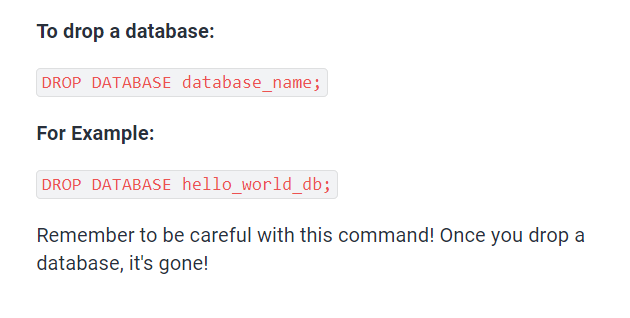 To drop a database:
DROP DATABASE database_name;
For Example:
DROP DATABASE hello_world_db;
Remember to be careful with this command! Once you drop a
database, it's gone!